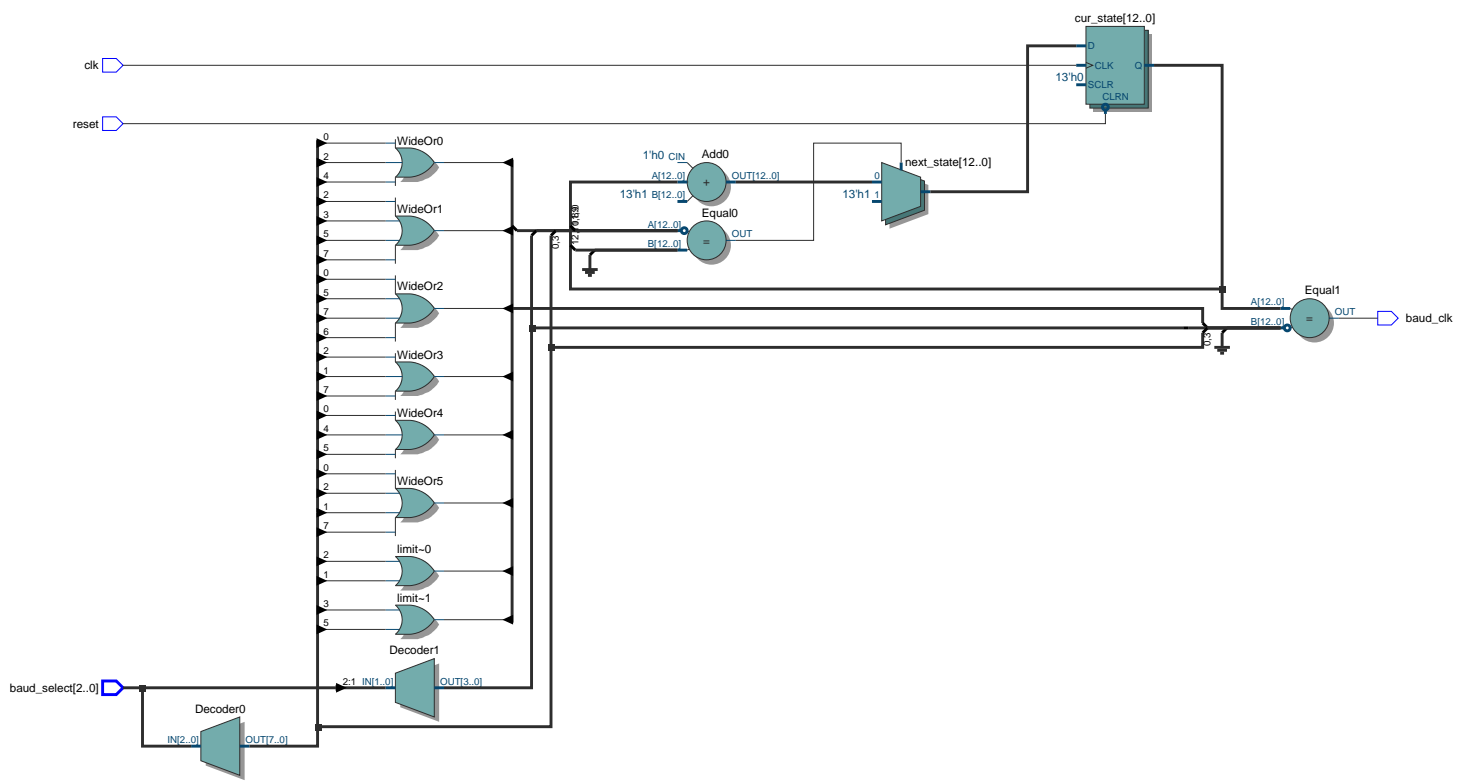 cur_state[12..0]
D
clk
>CLK
Q
13'h0
SCLR
CLRN
reset
0
WideOr0
2
4
1'h0 CIN
Add0
A[12..0]
+
OUT[12..0]
13'h1 B[12..0]
next_state[12..0]
0
13'h1 1
2
WideOr1
3
5
7
Equal0
A[12..0]
=
OUT
B[12..0]
0,3
0
WideOr2
5
7
6
Equal1
A[12..0]
=
OUT
B[12..0]
baud_clk
0,3
2
WideOr3
1
7
0
WideOr4
4
5
0
WideOr5
2
1
7
2
limit~0
1
3
limit~1
5
Decoder1
baud_select[2..0]
2:1 IN[1..0]
OUT[3..0]
Decoder0
IN[2..0]
OUT[7..0]